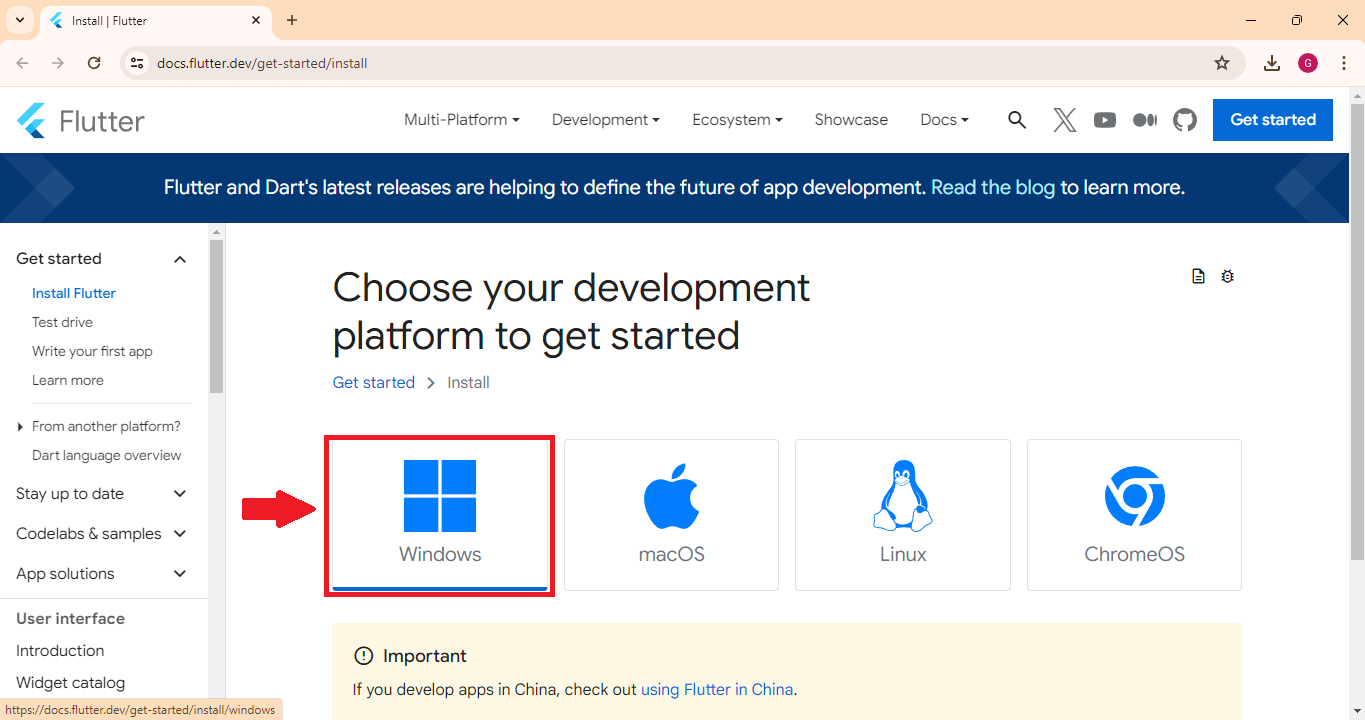 Install | Flutter
docs.flutter.dev/get-started/install
G
Flutter
Multi-Platform
Development
Ecosystem
Showcase
Docs
Get started
Flutter and Dart's latest releases are helping to define the future of app development. Read the blog to learn more.
Get started
Install Flutter
Test drive
Write your first app
Learn more
From another platform?
Dart language overview
Stay up to date
Codelabs & samples
App solutions
User interface
Introduction
Widget catalog
Choose your development
platform to get started
Get started
Install
Windows
macOS
Linux
ChromeOS
Important
If you develop apps in China, check out using Flutter in China.
https://docs.flutter.dev/get-started/install/windows